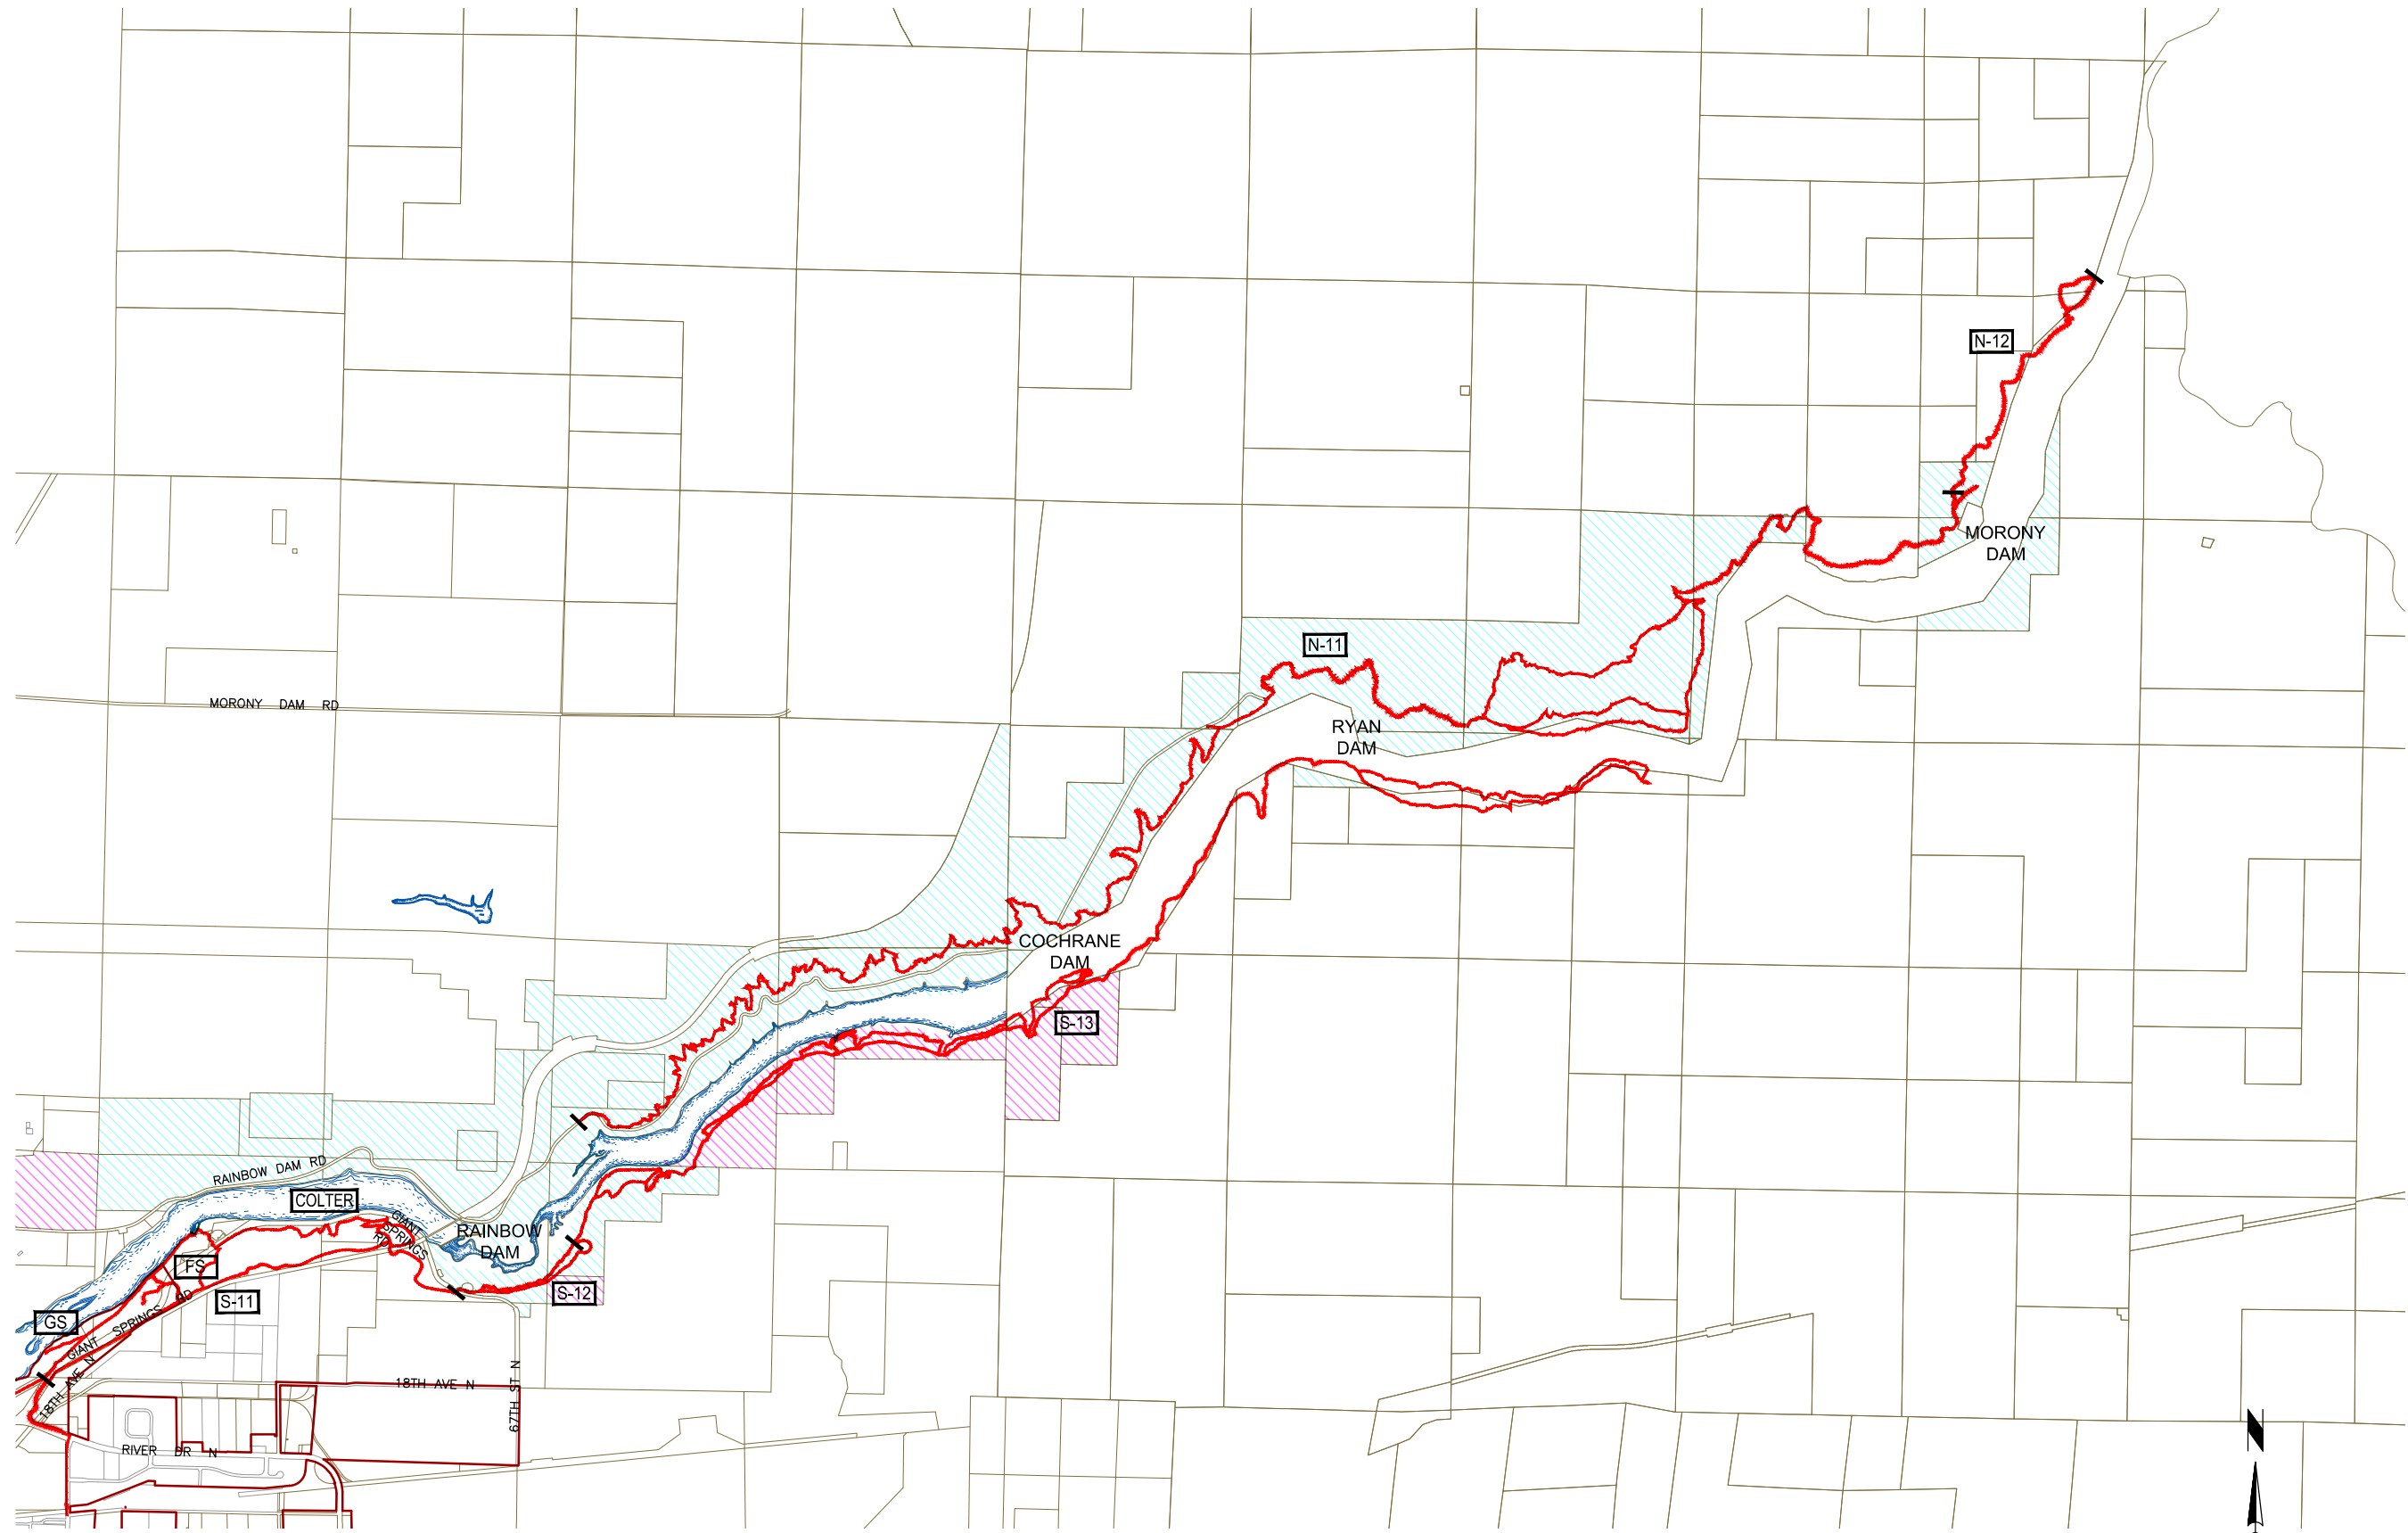 N-12
MORONY
DAM
N-11
MORONY DAM RD
RYAN
DAM
COCHRANE
DAM
S-13
RAINBOW DAM RD
COLTER
GIANT
SPRINGS
RD
RAINBOW
DAM
FS
S-12
S-11
GS
GIANT SPRINGS RD
18TH AVE N
18TH AVE N
67TH ST N
RIVER DR N
N